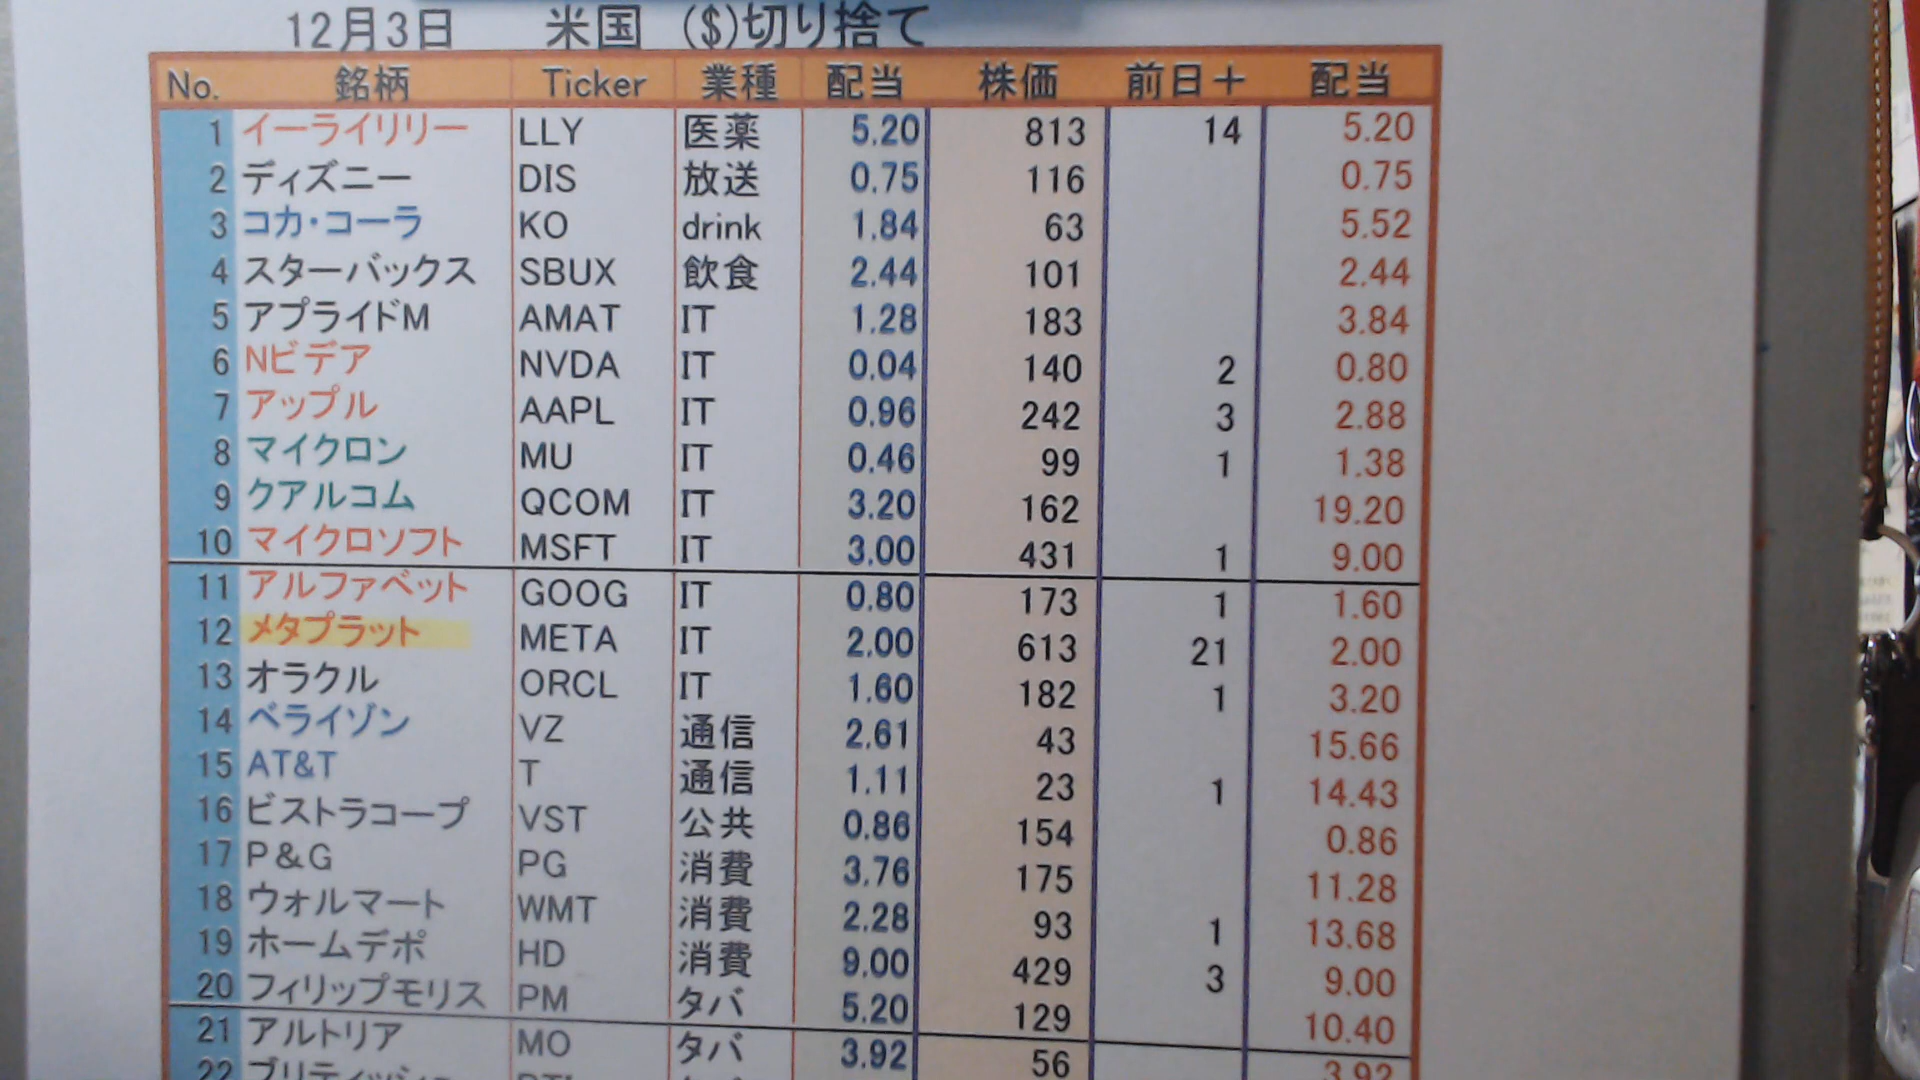 12月3日 米国 ($)切り捨て
No. 銘柄 Ticker 業種 配当 株価 前日＋ 配当
1 イーライリリー LLY 医薬 5.20 813 14 5.20
2 ディズニー DIS 放送 0.75 116 0.75
3 コカ・コーラ KO drink 1.84 63 5.52
4 スターバックス SBUX 飲食 2.44 101 2.44
5 アプライドM AMAT IT 1.28 183 3.84
6 Nビデア NVDA IT 0.04 140 2 0.80
7 アップル AAPL IT 0.96 242 3 2.88
8 マイクロン MU IT 0.46 99 1 1.38
9 クアルコム QCOM IT 3.20 162 19.20
10 マイクロソフト MSFT IT 3.00 431 1 9.00
11 アルファベット GOOG IT 0.80 173 1 1.60
12 メタプラット META IT 2.00 613 21 2.00
13 オラクル ORCL IT 1.60 182 1 3.20
14 ベライゾン VZ 通信 2.61 43 15.66
15 AT&T T 通信 1.11 23 1 14.43
16 ビストラコープ VST 公共 0.86 154 0.86
17 P&G PG 消費 3.76 175 11.28
18 ウォルマート WMT 消費 2.28 93 1 13.68
19 ホームデポ HD 消費 9.00 429 3 9.00
20 フィリップモリス PM タバ 5.20 129 10.40
21 アルトリア MO タバ 3.92 56 3.92
22